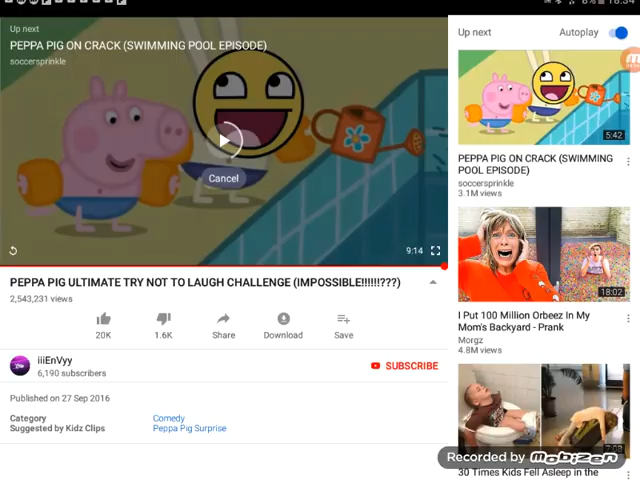 8% 18:54
Up next
PEPPA PIG ON CRACK (SWIMMING POOL EPISODE)
soccersprinkle
Cancel
9:14
PEPPA PIG ULTIMATE TRY NOT TO LAUGH CHALLENGE (IMPOSSIBLE!!!!!!???)
2,543,231 views
20K
1.6K
Share
Download
Save
iiiEnVyy
6,190 subscribers
SUBSCRIBE
Published on 27 Sep 2016
Category
Comedy
Suggested by Kidz Clips
Peppa Pig Surprise
Up next
Autoplay
5:42
PEPPA PIG ON CRACK (SWIMMING
POOL EPISODE)
soccersprinkle
3.1M views
18:02
I Put 100 Million Orbeez In My
Mom's Backyard - Prank
Morgz
4.8M views
Recorded by Mobizen
30 Times Kids Fell Asleep in the